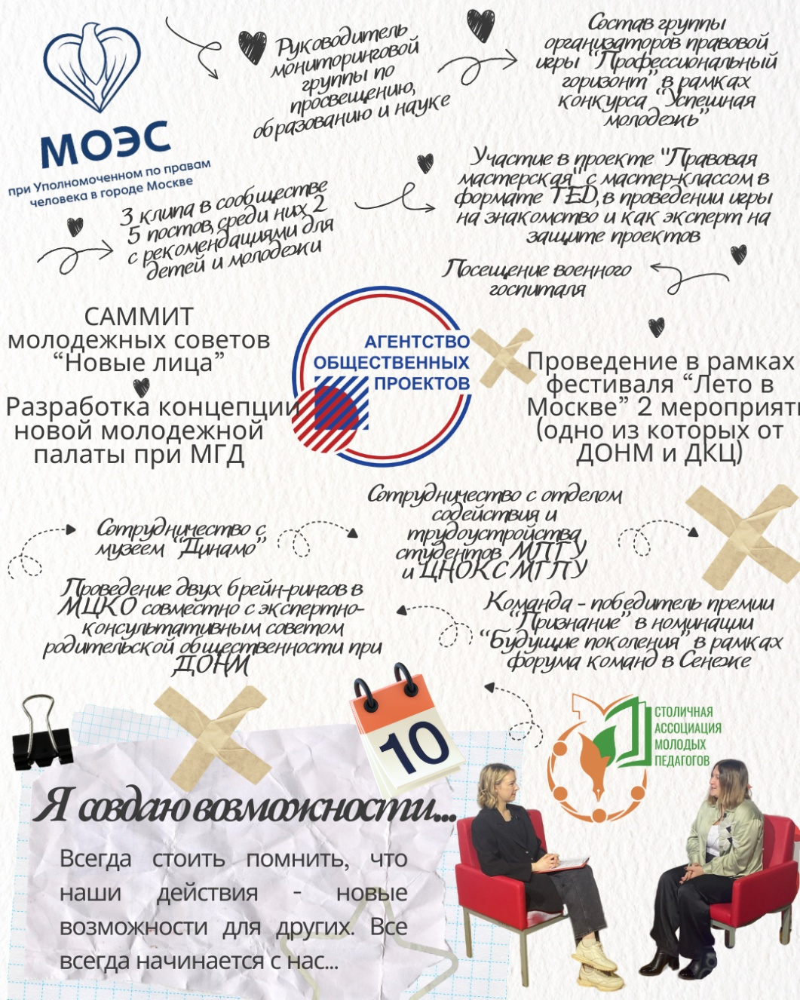 МОЭС
при Уполномоченном по правам
человека в городе Москве
Руководитель
мониторинговой
группы по
просвещению,
образованию и науке
Состав группы
организаторов правовой
игры “Профессиональный
горизонт” в рамках
конкурса “Успешная
молодежь”
3 клипа в сообществе
5 постов, среди них 2
с рекомендациями для
детей и молодежи
Участие в проекте "Правовая
мастерская" с мастер-классом в
формате TED, в проведении игры
на знакомство и как эксперт на
защите проектов
Посещение военного
госпиталя
САММИТ
молодежных советов
“Новые лица”
Разработка концепции
новой молодежной
палаты при МГД
АГЕНТСТВО
ОБЩЕСТВЕННЫХ
ПРОЕКТОВ
Проведение в рамках
фестиваля “Лето в
Москве” 2 мероприяти
(одно из которых от
ДОНМ и ДКЦ)
Сотрудничество с
музеем “Динамо”
Сотрудничество с отделом
содействия и
трудоустройства
студентов МПГУ
и ЦНОКС МГПУ
Проведение двух брейн-рингов в
МЦКО совместно с экспертно-
консультативным советом
родительской общественности при
ДОНМ
Команда - победитель премии
“Признание” в номинации
“Будущие поколения” в рамках
форума команд в Сенеже
10
СТОЛИЧНАЯ
АССОЦИАЦИЯ
МОЛОДЫХ
ПЕДАГОГОВ
Я создаю возможности...
Всегда стоить помнить, что
наши действия - новые
возможности для других. Все
всегда начинается с нас...